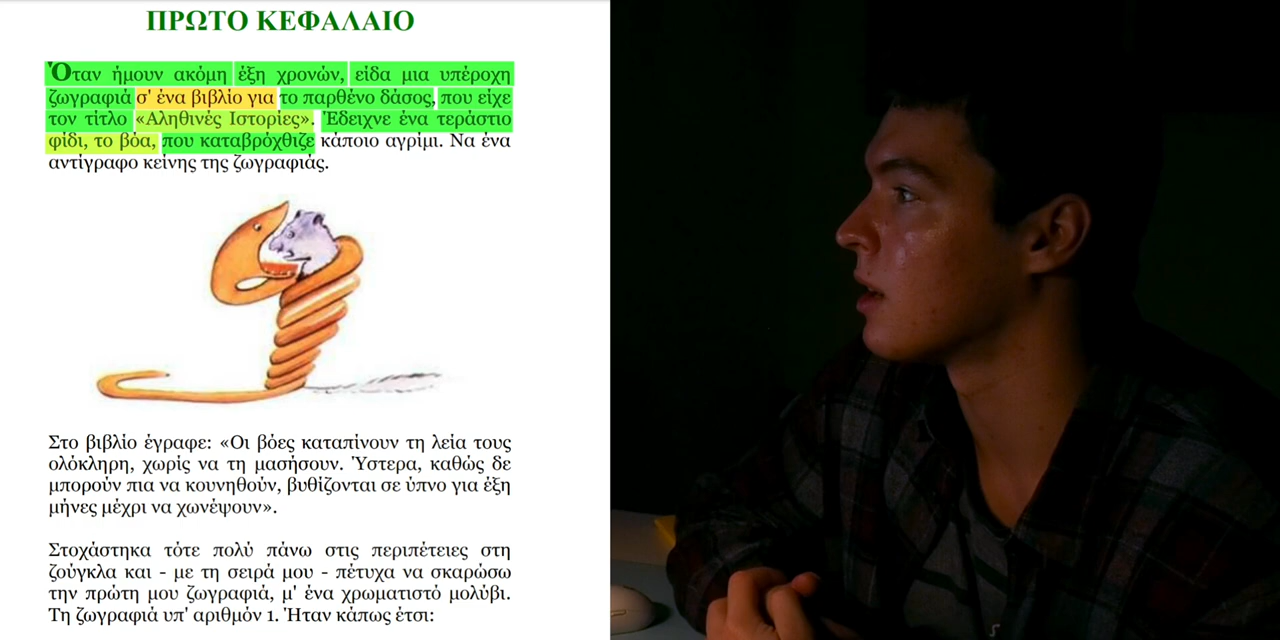 ΠΡΩΤΟ ΚΕΦΑΛΑΙΟ
Όταν ήμουν ακόμη έξη χρονών, είδα μια υπέροχη
ζωγραφιά σ' ένα βιβλίο για το παρθένο δάσος, που είχε
τον τίτλο «Αληθινές Ιστορίες». Έδειχνε ένα τεράστιο
φίδι, το βόα, που καταβρόχθιζε κάποιο αγρίμι. Να ένα
αντίγραφο κείνης της ζωγραφιάς.
Στο βιβλίο έγραφε: «Οι βόες καταπίνουν τη λεία τους
ολόκληρη, χωρίς να τη μασήσουν. Ύστερα, καθώς δε
μπορούν πια να κουνηθούν, βυθίζονται σε ύπνο για έξη
μήνες μέχρι να χωνέψουν».
Στοχάστηκα τότε πολύ πάνω στις περιπέτειες στη
ζούγκλα και - με τη σειρά μου - πέτυχα να σκαρώσω
την πρώτη μου ζωγραφιά, μ' ένα χρωματιστό μολύβι.
Τη ζωγραφιά υπ' αριθμόν 1. Ήταν κάπως έτσι: